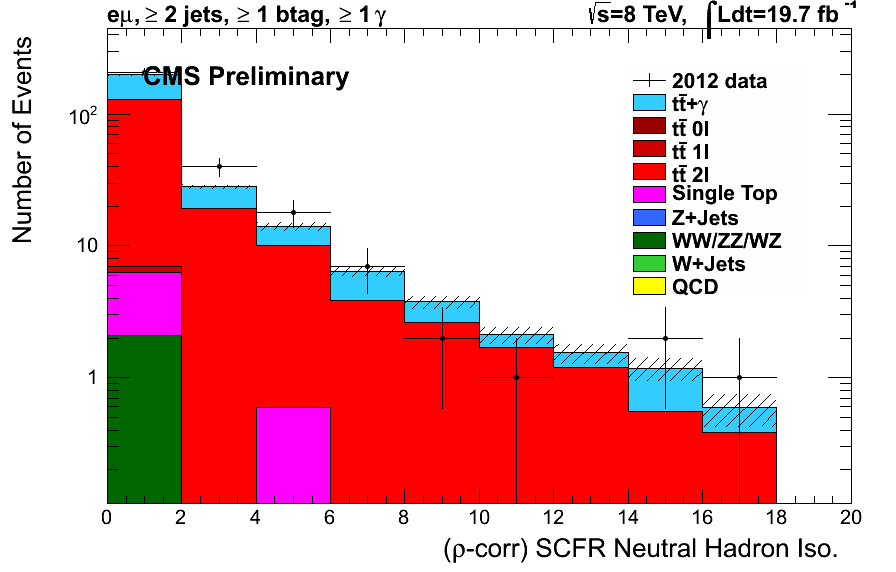 eμ, ≥ 2 jets, ≥ 1 btag, ≥ 1 γ
√s=8 TeV, ∫Ldt=19.7 fb⁻¹
CMS Preliminary
Number of Events
10²
10
1
2012 data
tt̄+γ
tt̄ 0l
tt̄ 1l
tt̄ 2l
Single Top
Z+Jets
WW/ZZ/WZ
W+Jets
QCD
0 2 4 6 8 10 12 14 16 18 20
(ρ-corr) SCFR Neutral Hadron Iso.